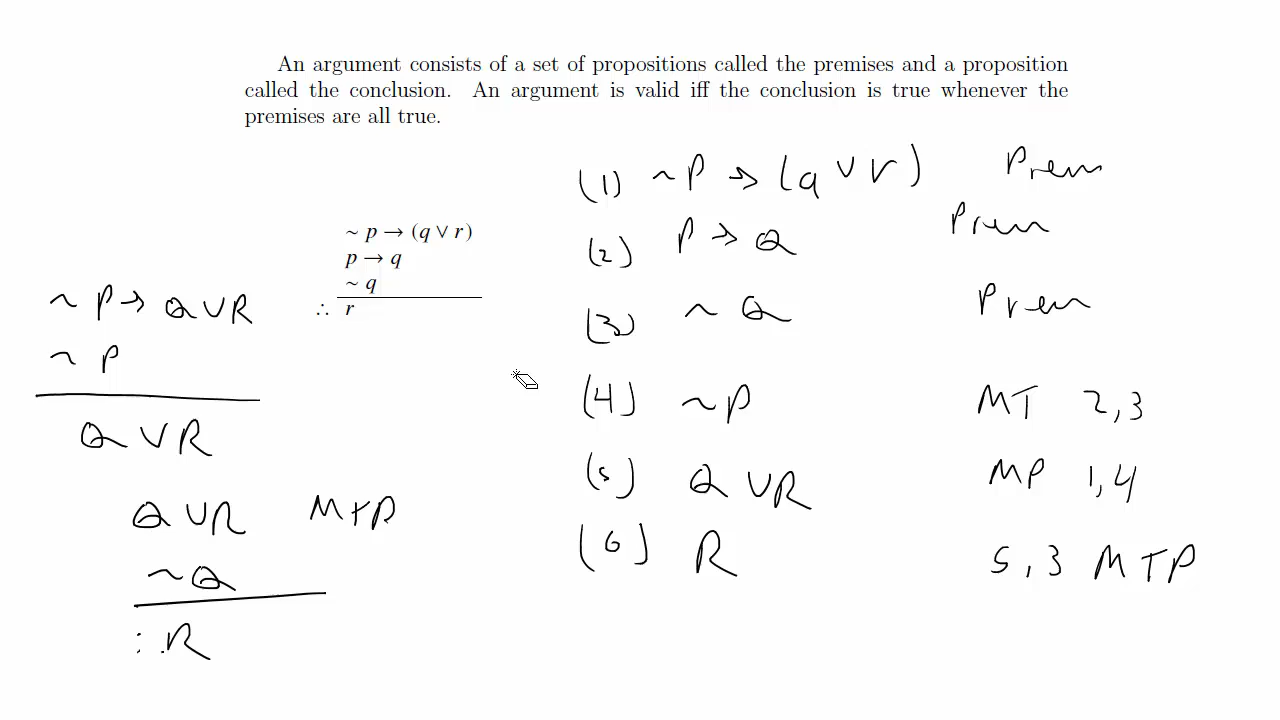 An argument consists of a set of propositions called the premises and a proposition
called the conclusion. An argument is valid iff the conclusion is true whenever the
premises are all true.
~ p → (q ∨ r)
p → q
~ q
∴ r
~ P → Q ∨ R
~ P
Q ∨ R
Q ∨ R MTP
~ Q
∴ R
(1) ~ P → (q ∨ r) Prem
(2) P → Q Prem
(3) ~ Q Prem
(4) ~ P MT 2,3
(5) Q ∨ R MP 1,4
(6) R 5,3 MTP